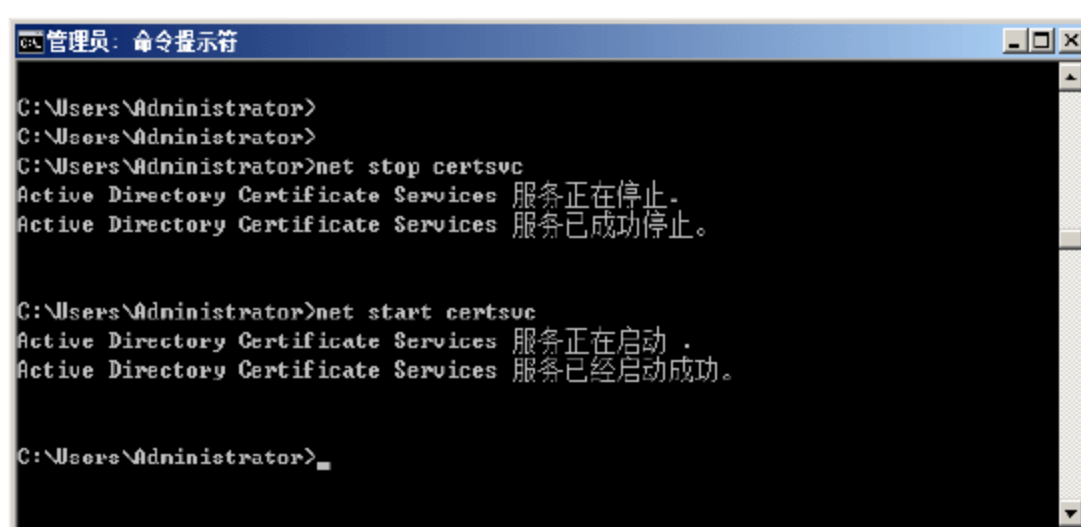 管理员: 命令提示符
C:\Users\Administrator>
C:\Users\Administrator>
C:\Users\Administrator>net stop certsvc
Active Directory Certificate Services 服务正在停止.
Active Directory Certificate Services 服务已成功停止。
C:\Users\Administrator>net start certsvc
Active Directory Certificate Services 服务正在启动 .
Active Directory Certificate Services 服务已经启动成功。
C:\Users\Administrator>_